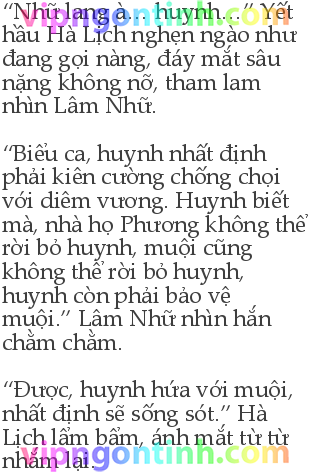 “Nhữ lang à… huynh…” Yết
hầu Hà Lịch nghẹn ngào như
đang gọi nàng, đáy mắt sâu
nặng không nỡ, tham lam
nhìn Lâm Nhữ.
“Biểu ca, huynh nhất định
phải kiên cường chống chọi
với diêm vương. Huynh biết
mà, nhà họ Phương không thể
rời bỏ huynh, muội cũng
không thể rời bỏ huynh,
huynh còn phải bảo vệ
muội.” Lâm Nhữ nhìn hắn
chằm chằm.
“Được, huynh hứa với muội,
nhất định sẽ sống sót.” Hà
Lịch lẩm bẩm, ánh mắt từ từ
nhắm lại.
vipngontinh.com
vipngontinh.com
vipngontinh.com